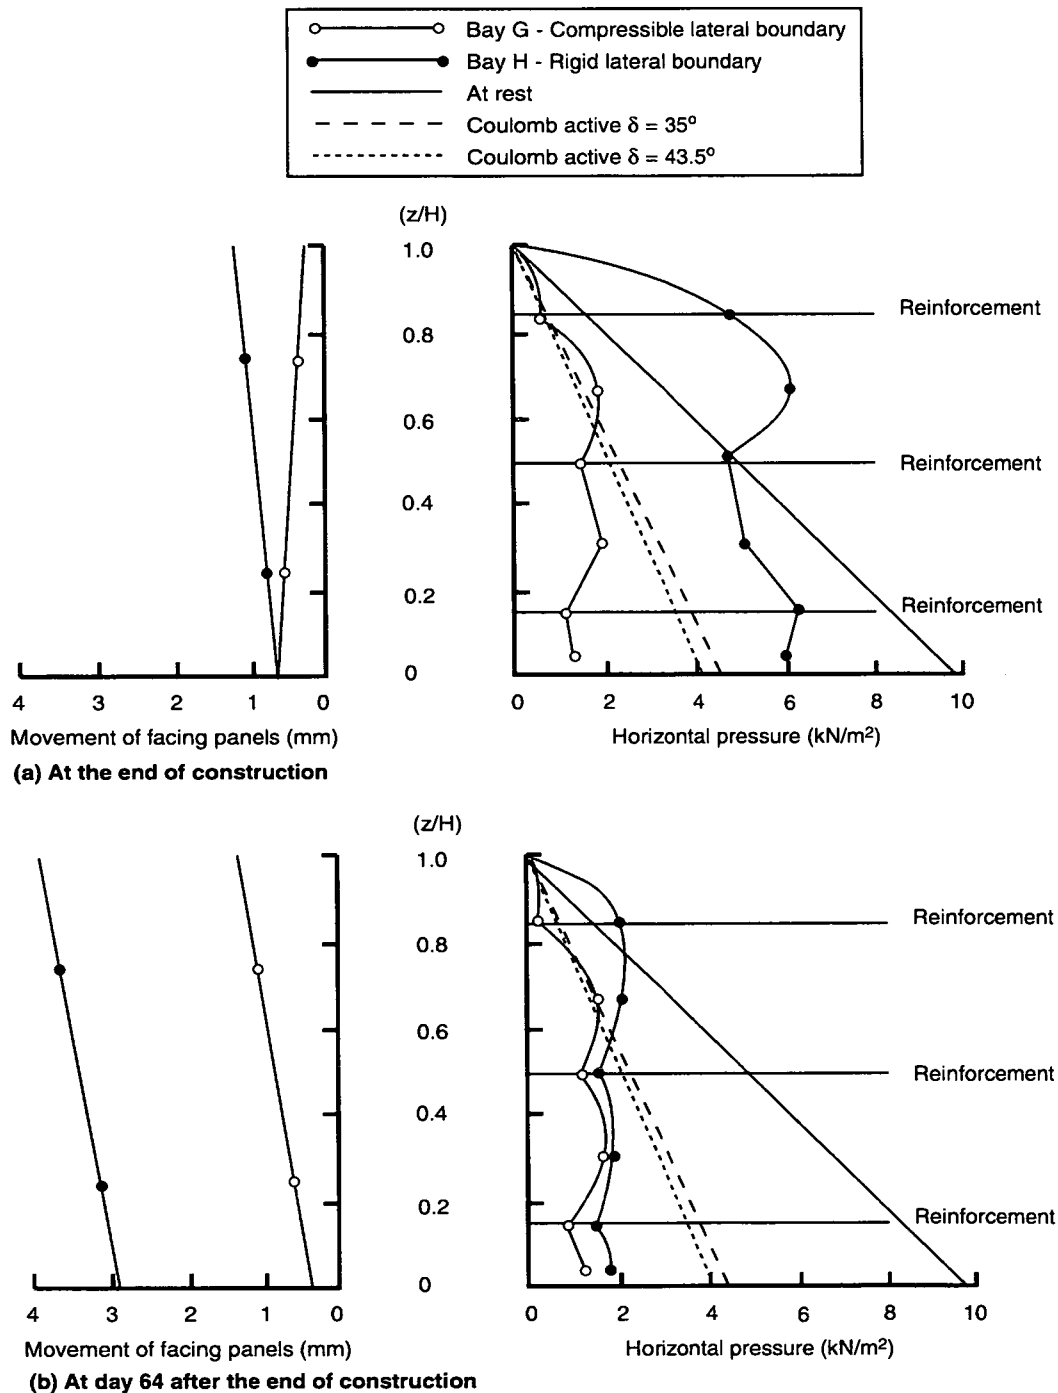 Bay G - Compressible lateral boundary
Bay H - Rigid lateral boundary
At rest
Coulomb active δ = 35º
Coulomb active δ = 43.5º
(z/H)
1.0
Reinforcement
0.8
0.6
Reinforcement
0.4
0.2
Reinforcement
0
4 3 2 1 0
0 2 4 6 8 10
Movement of facing panels (mm)
Horizontal pressure (kN/m²)
(a) At the end of construction
(z/H)
1.0
Reinforcement
0.8
0.6
Reinforcement
0.4
0.2
Reinforcement
0
4 3 2 1 0
0 2 4 6 8 10
Movement of facing panels (mm)
Horizontal pressure (kN/m²)
(b) At day 64 after the end of construction